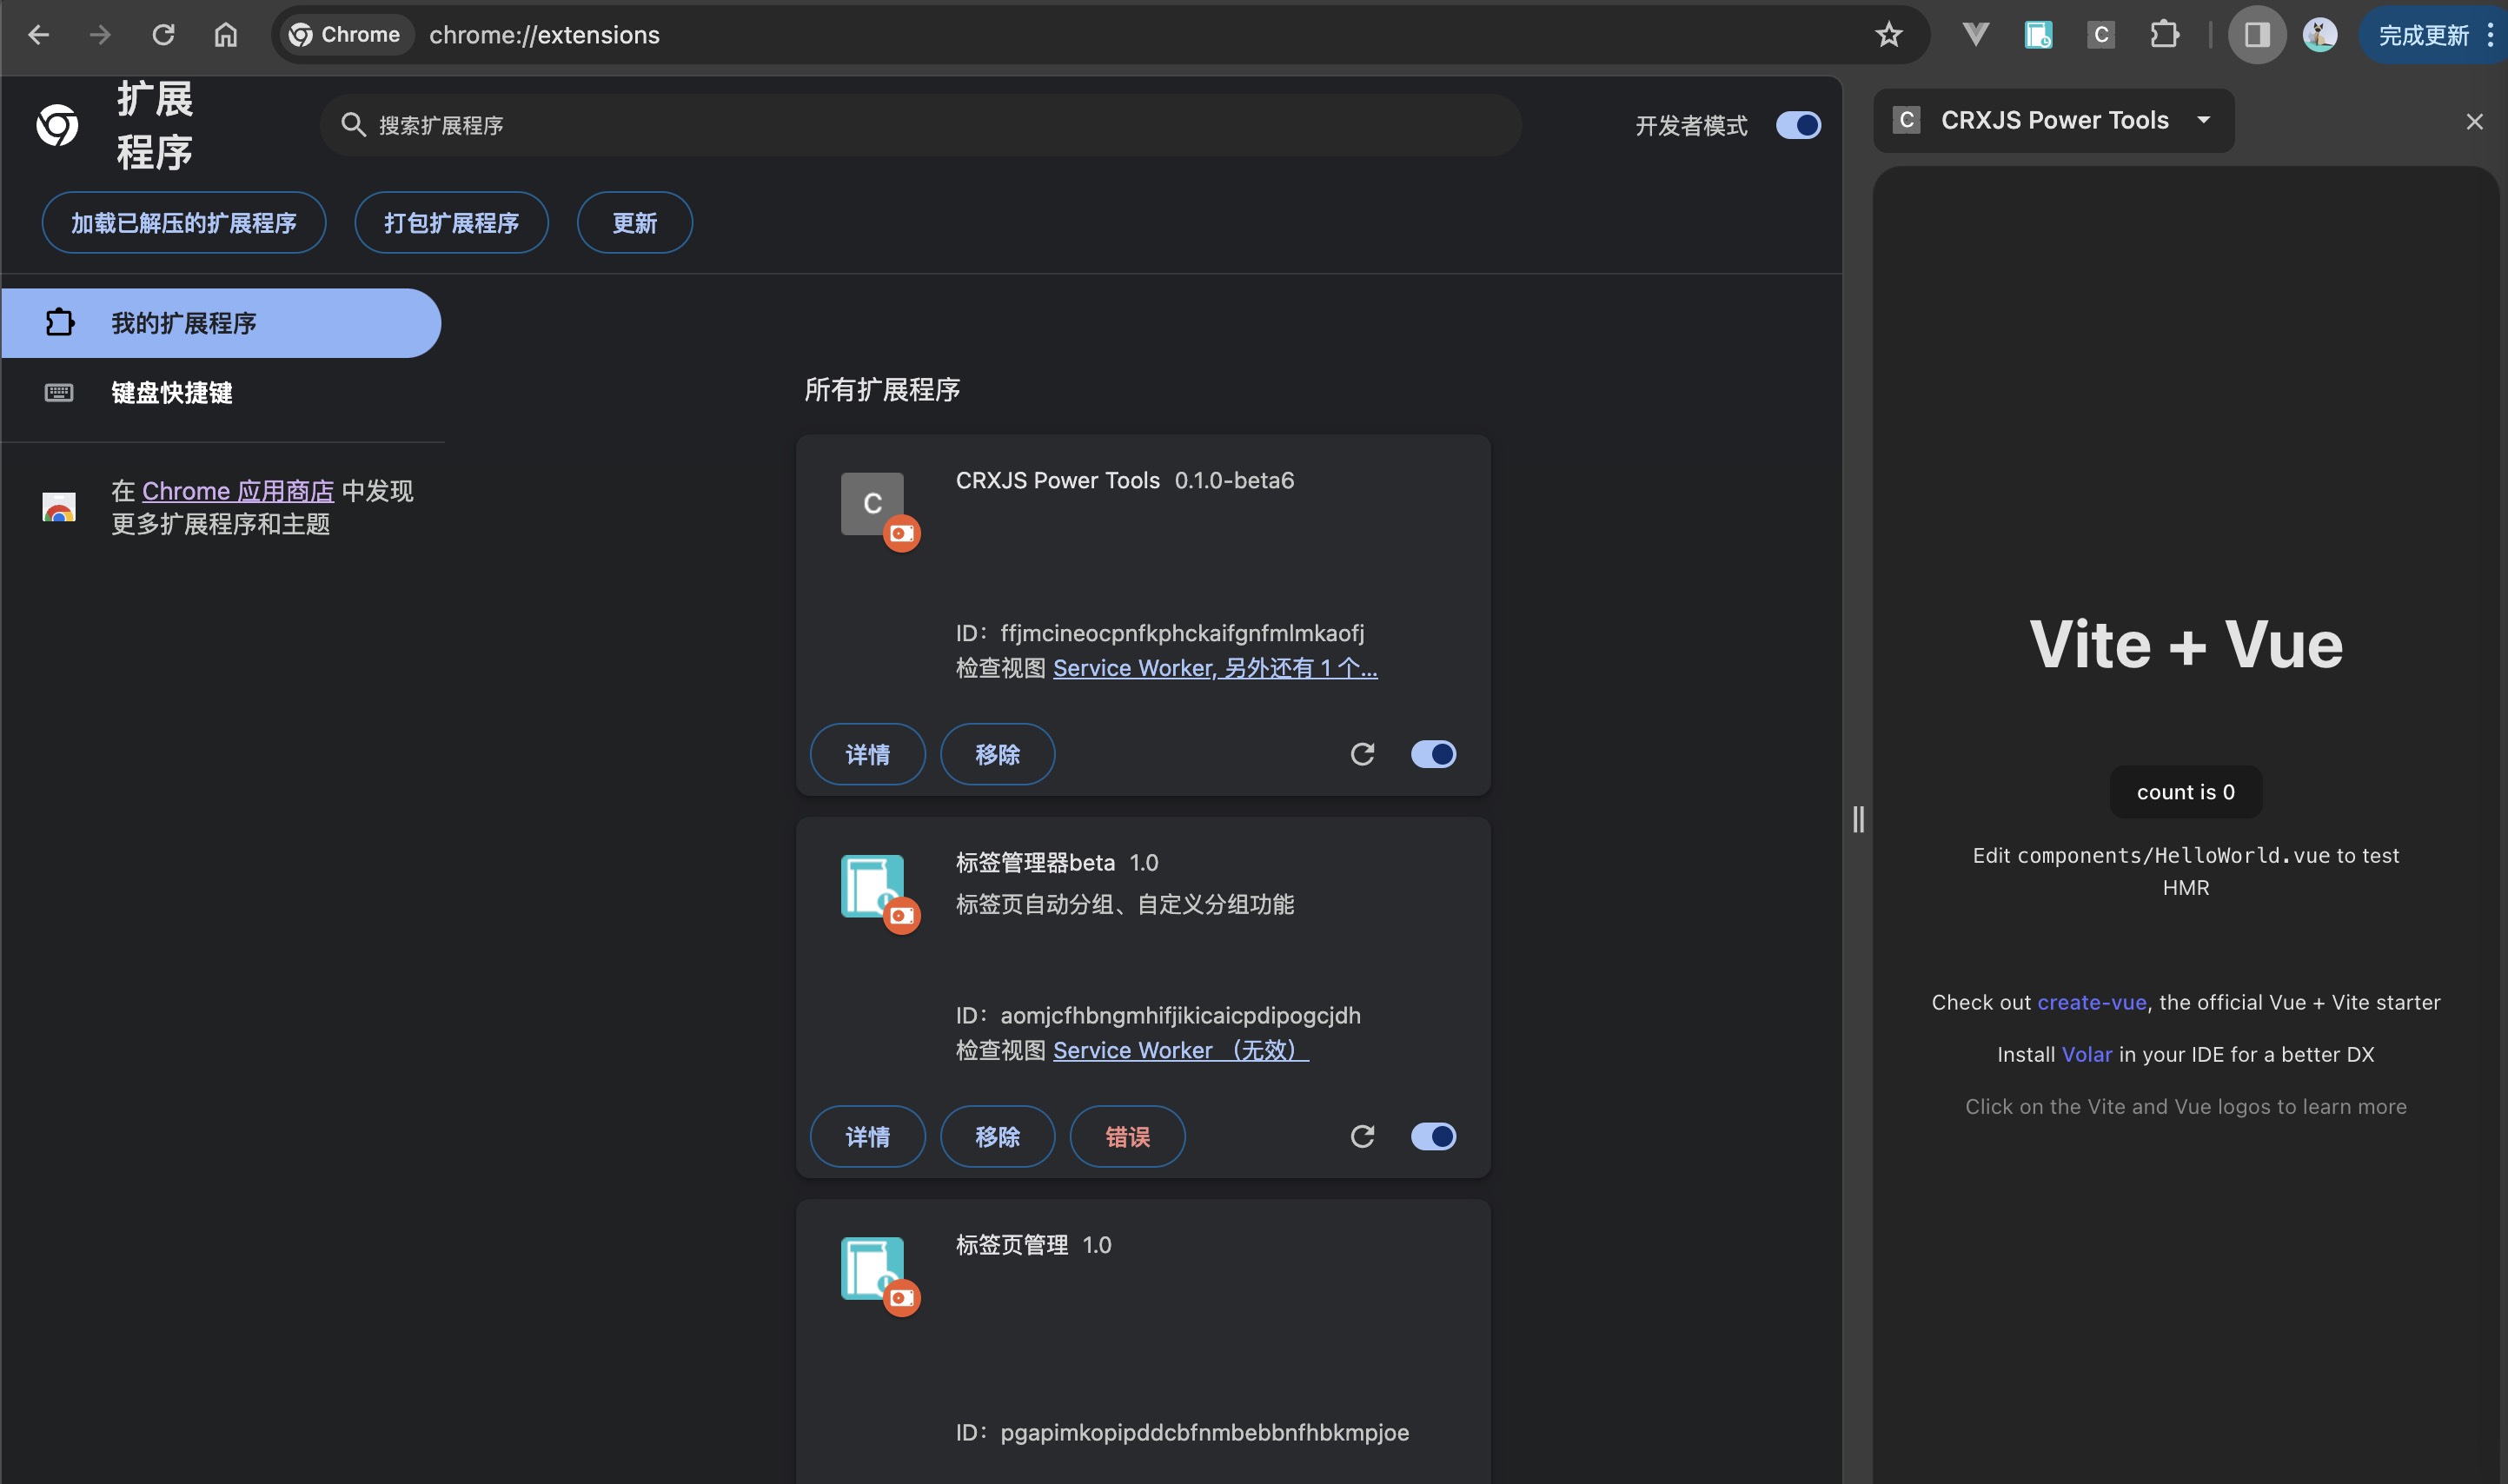 Chrome
chrome://extensions
C
完成更新
扩展
程序
搜索扩展程序
开发者模式
C
CRXJS Power Tools
加载已解压的扩展程序
打包扩展程序
更新
我的扩展程序
键盘快捷键
在 Chrome 应用商店 中发现
更多扩展程序和主题
所有扩展程序
C
CRXJS Power Tools 0.1.0-beta6
ID：ffjmcineocpnfkphckaifgnfmlmkaofj
检查视图 Service Worker, 另外还有 1 个...
详情
移除
标签管理器beta 1.0
标签页自动分组、自定义分组功能
ID：aomjcfhbngmhifjikicaicpdipogcjdh
检查视图 Service Worker （无效）
详情
移除
错误
标签页管理 1.0
ID：pgapimkopipddcbfnmbebbnfhbkmpjoe
Vite + Vue
count is 0
Edit components/HelloWorld.vue to test
HMR
Check out create-vue, the official Vue + Vite starter
Install Volar in your IDE for a better DX
Click on the Vite and Vue logos to learn more